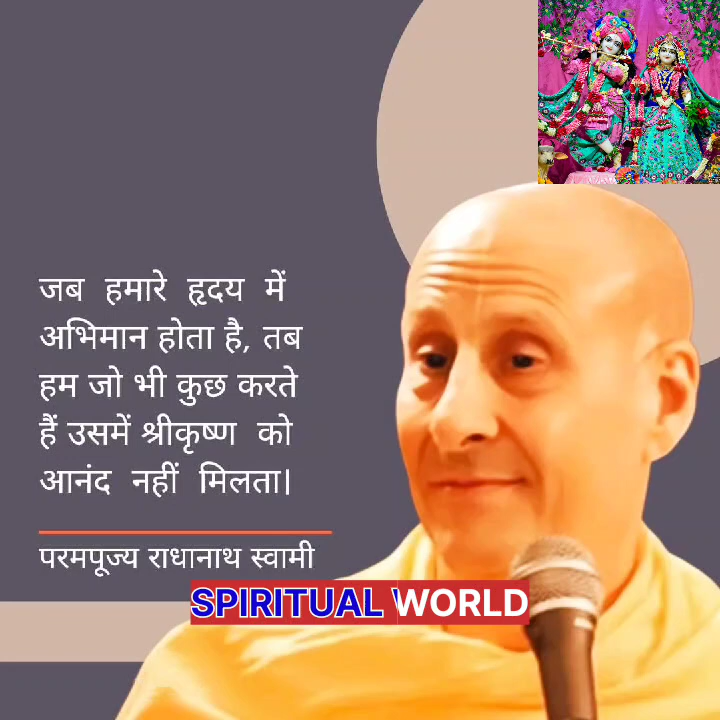 जब हमारे हृदय में
अभिमान होता है, तब
हम जो भी कुछ करते
हैं उसमें श्रीकृष्ण को
आनंद नहीं मिलता।
परमपूज्य राधानाथ स्वामी
SPIRITUAL WORLD